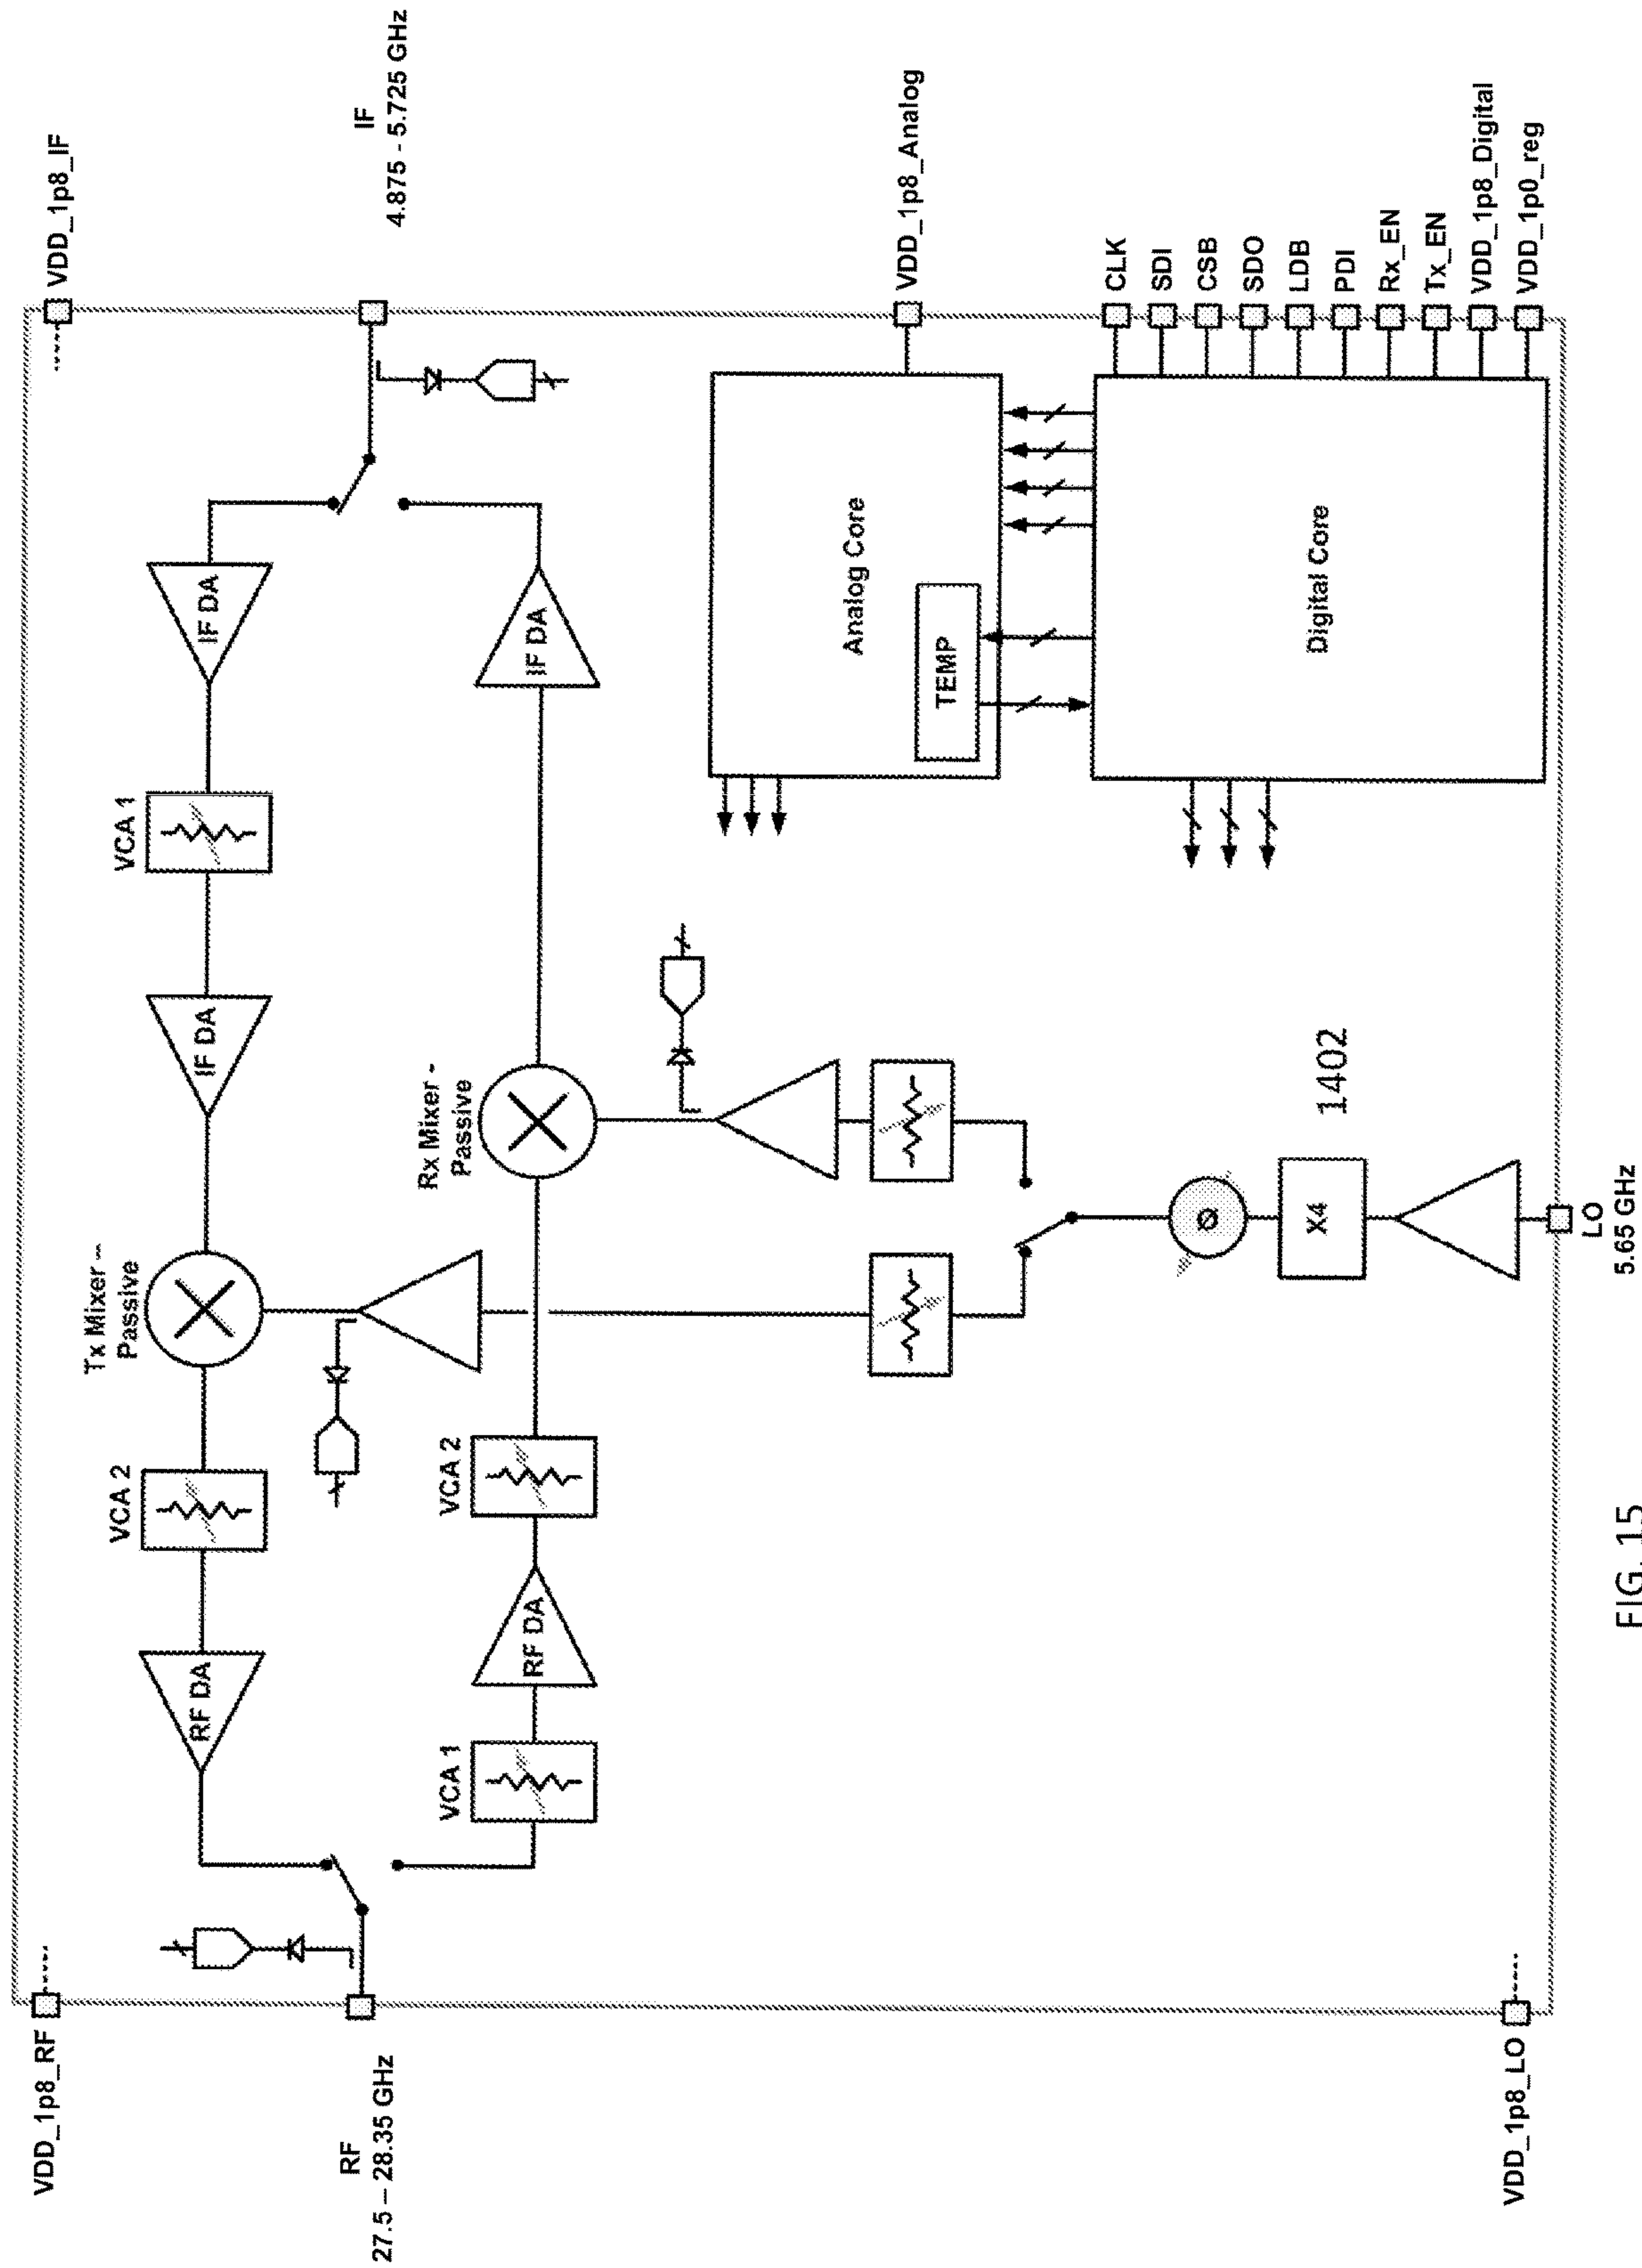 VDD_1p8_RF
VDD_1p8_IF
RF
27.5 – 28.35 GHz
IF
4.875 - 5.725 GHz
RF DA
VCA 2
Tx Mixer –
Passive
IF DA
VCA 1
IF DA
VCA 1
RF DA
VCA 2
Rx Mixer -
Passive
IF DA
Analog Core
TEMP
VDD_1p8_Analog
Digital Core
CLK
SDI
CSB
SDO
LDB
PDI
Rx_EN
Tx_EN
VDD_1p8_Digital
VDD_1p0_reg
Ø
X4
1402
LO
5.65 GHz
VDD_1p8_LO
FIG. 15